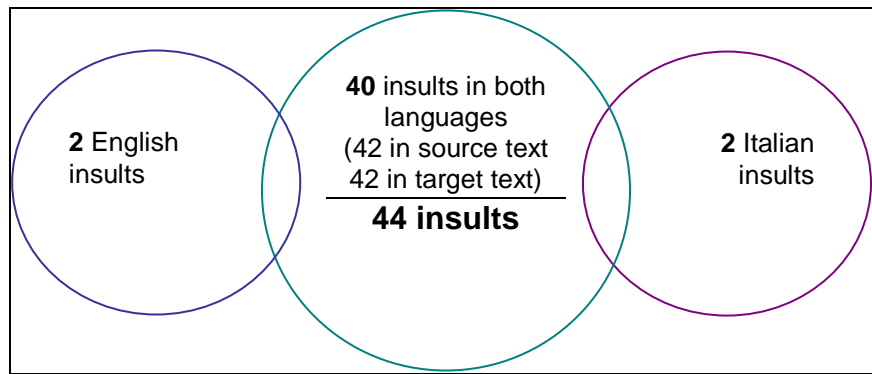 2 English
insults
40 insults in both
languages
(42 in source text
42 in target text)
44 insults
2 Italian
insults